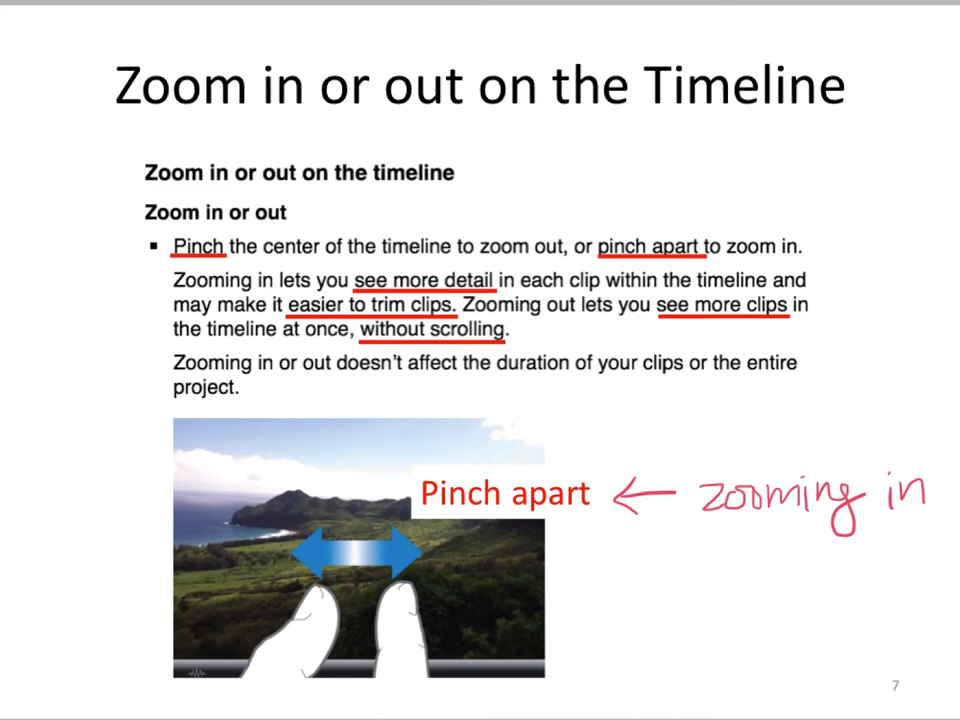 Zoom in or out on the Timeline
Zoom in or out on the timeline
Zoom in or out
▪ Pinch the center of the timeline to zoom out, or pinch apart to zoom in.
Zooming in lets you see more detail in each clip within the timeline and
may make it easier to trim clips. Zooming out lets you see more clips in
the timeline at once, without scrolling.
Zooming in or out doesn't affect the duration of your clips or the entire
project.
Pinch apart ← zooming in
7